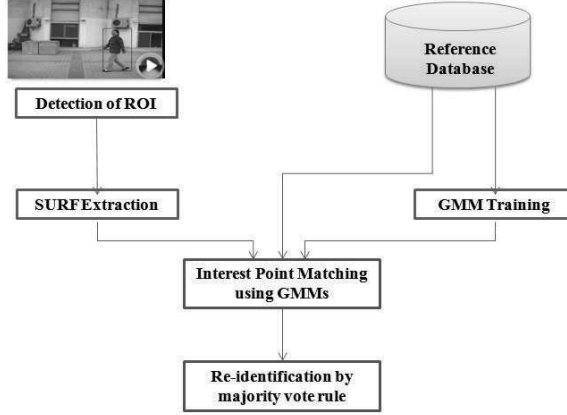 Detection of ROI
Reference
Database
SURF Extraction
GMM Training
Interest Point Matching
using GMMs
Re-identification by
majority vote rule